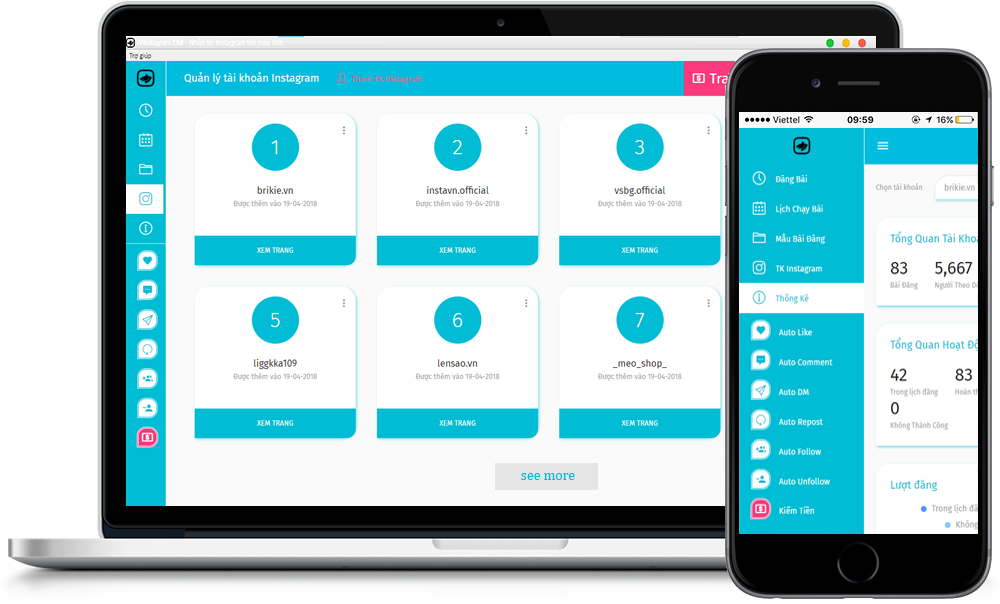 Trợ giúp
Quản lý tài khoản Instagram
Thêm TK Instagram
Tra
1
brikie.vn
Được thêm vào 19-04-2018
XEM TRANG
2
instavn.official
Được thêm vào 19-04-2018
XEM TRANG
3
vsbg.official
Được thêm vào 19-04-2018
XEM TRANG
5
liggkka109
Được thêm vào 19-04-2018
XEM TRANG
6
lensao.vn
Được thêm vào 19-04-2018
XEM TRANG
7
_meo_shop_
Được thêm vào 19-04-2018
XEM TRANG
see more
Viettel 09:59 16%
Đăng Bài
Lịch Chạy Bài
Mẫu Bài Đăng
TK Instagram
Thống Kê
Auto Like
Auto Comment
Auto DM
Auto Repost
Auto Follow
Auto Unfollow
Kiếm Tiền
Chọn tài khoản brikie.vn
Tổng Quan Tài Kho
83 5,667
Bài Đăng Người Theo D
Tổng Quan Hoạt Độ
42 83
Trong lịch đăng Hoàn th
0
Không Thành Công
Lượt đăng
Trong lịch đă
Không